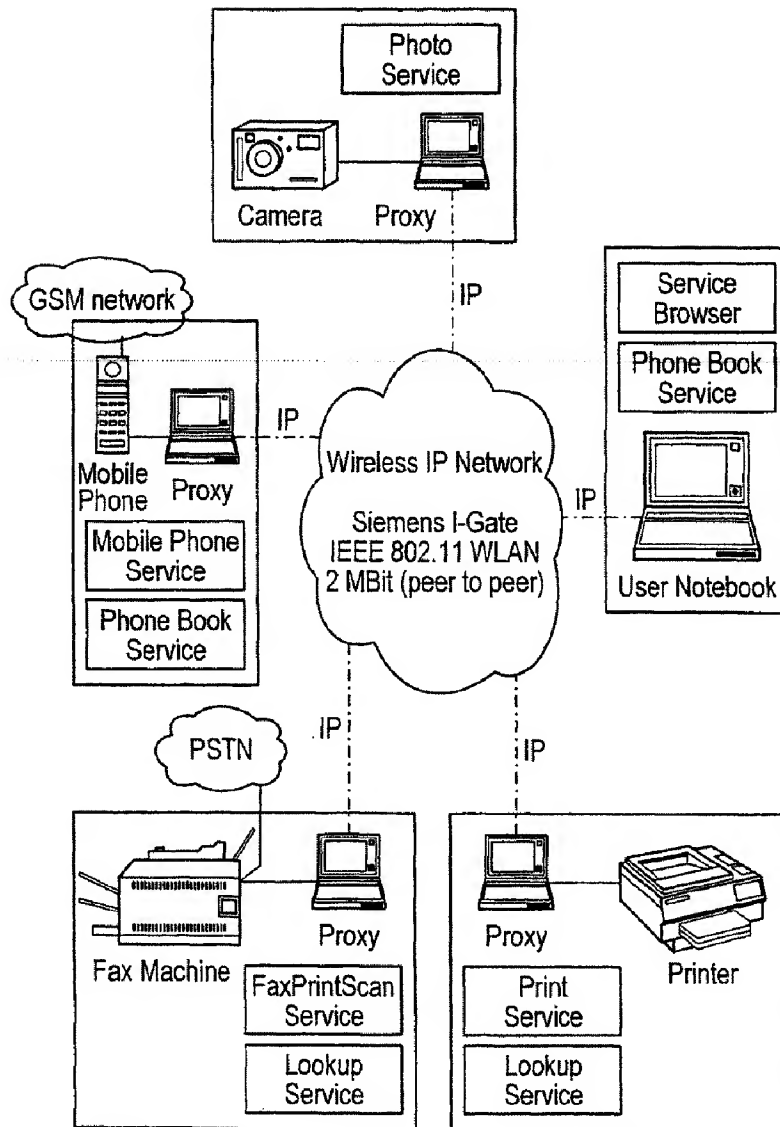 Photo
Service
Camera
Proxy
IP
GSM network
Mobile
Phone
Proxy
IP
Mobile Phone
Service
Phone Book
Service
Wireless IP Network
Siemens I-Gate
IEEE 802.11 WLAN
2 MBit (peer to peer)
IP
Service
Browser
Phone Book
Service
User Notebook
IP
PSTN
Fax Machine
Proxy
FaxPrintScan
Service
Lookup
Service
IP
Proxy
Printer
Print
Service
Lookup
Service